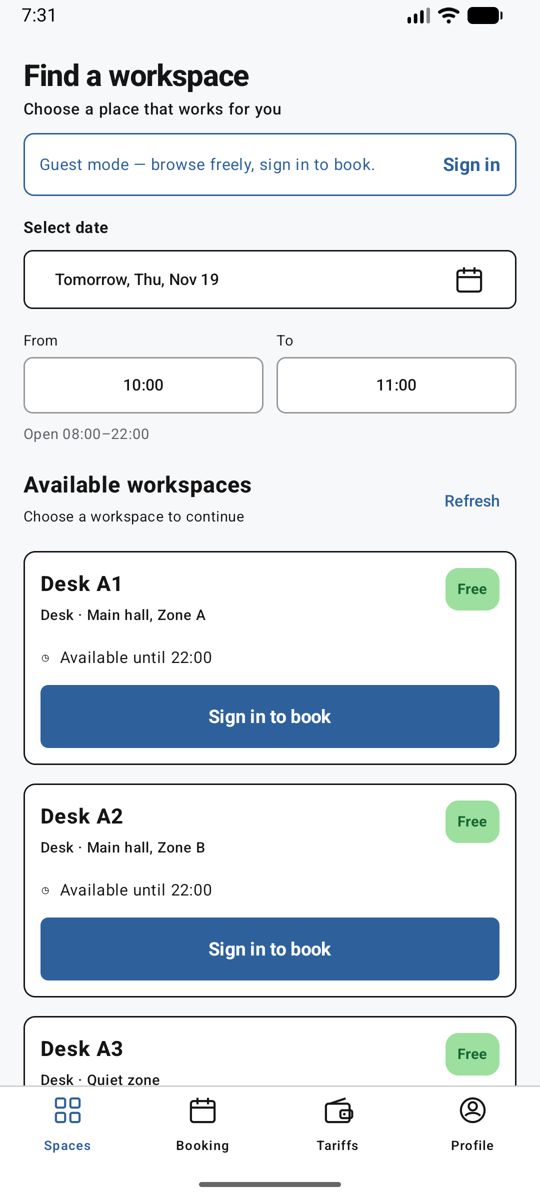 7:31
Find a workspace
Choose a place that works for you
Guest mode — browse freely, sign in to book. Sign in
Select date
Tomorrow, Thu, Nov 19
From To
10:00 11:00
Open 08:00–22:00
Available workspaces
Refresh
Choose a workspace to continue
Desk A1
Free
Desk · Main hall, Zone A
Available until 22:00
Sign in to book
Desk A2
Free
Desk · Main hall, Zone B
Available until 22:00
Sign in to book
Desk A3
Free
Desk · Quiet zone
Spaces Booking Tariffs Profile